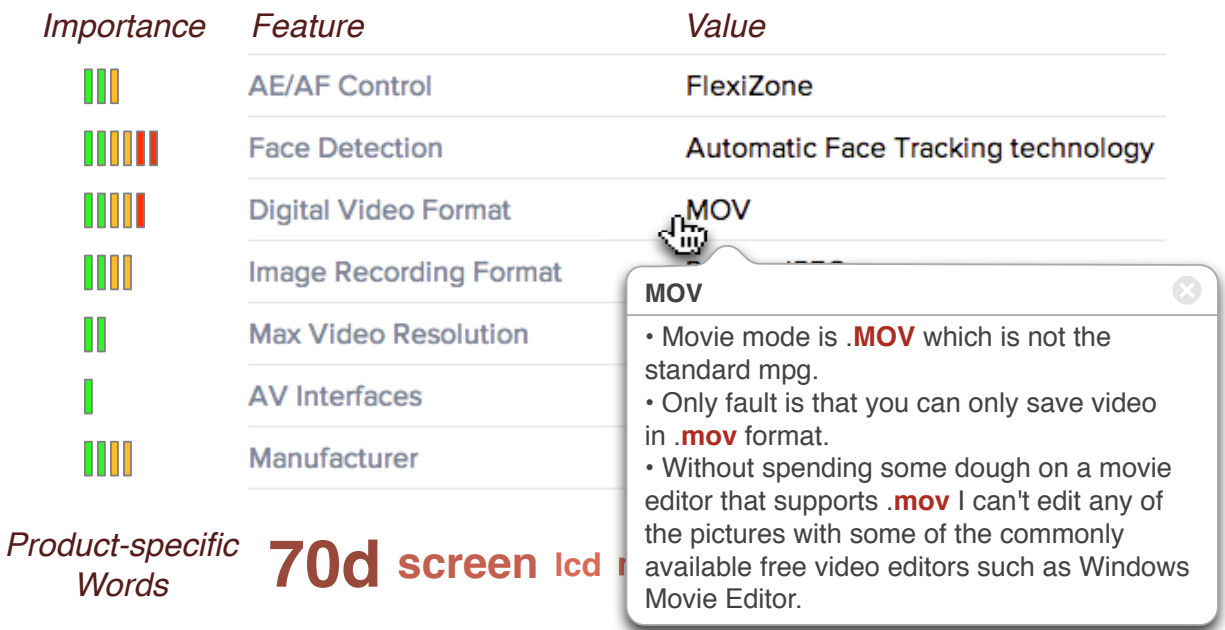 Importance Feature Value
AE/AF Control FlexiZone
Face Detection Automatic Face Tracking technology
Digital Video Format MOV
Image Recording Format
Max Video Resolution
AV Interfaces
Manufacturer
MOV
• Movie mode is .MOV which is not the
standard mpg.
• Only fault is that you can only save video
in .mov format.
• Without spending some dough on a movie
editor that supports .mov I can't edit any of
the pictures with some of the commonly
available free video editors such as Windows
Movie Editor.
Product-specific
Words
70d screen lcd